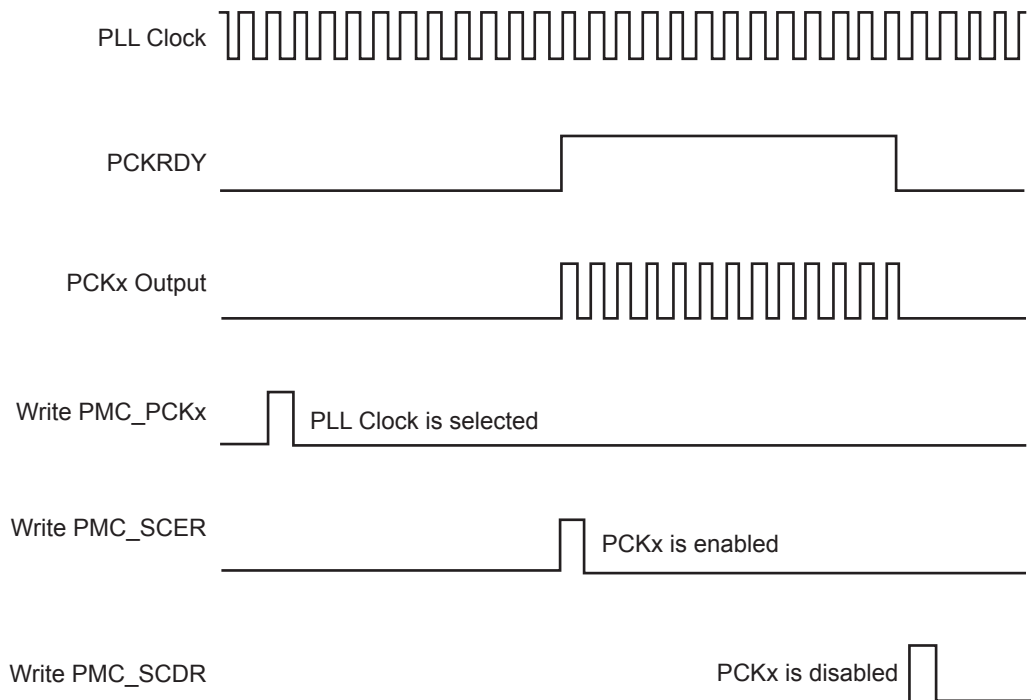 PLL Clock
PCKRDY
PCKx Output
Write PMC_PCKx
PLL Clock is selected
Write PMC_SCER
PCKx is enabled
Write PMC_SCDR
PCKx is disabled